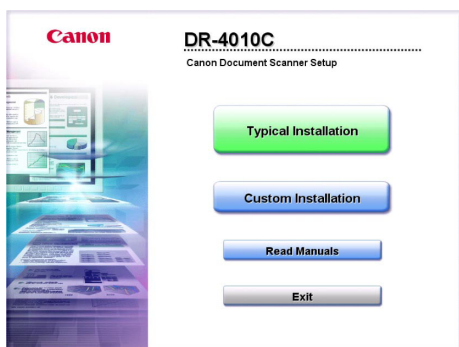 Canon
DR-4010C
Canon Document Scanner Setup
Typical Installation
Custom Installation
Read Manuals
Exit